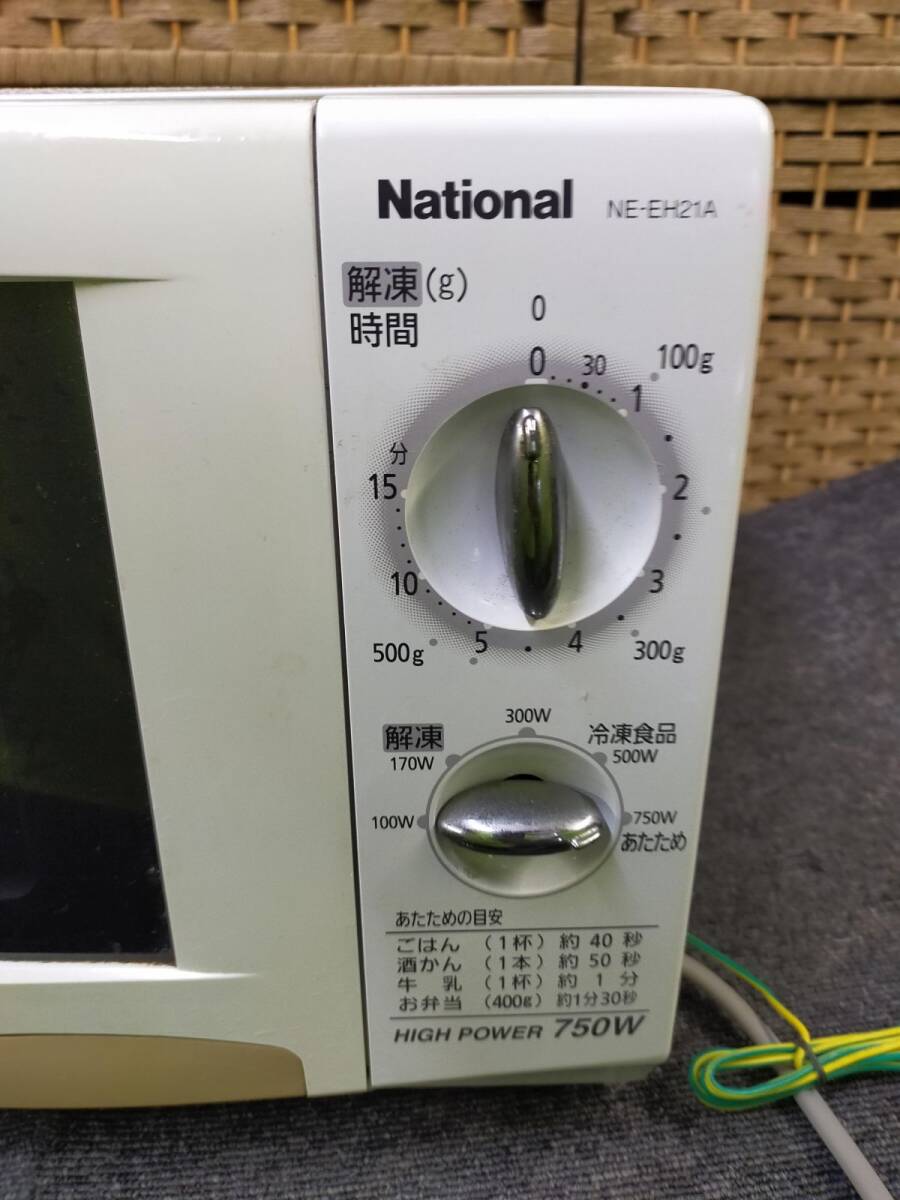 National NE-EH21A
解凍(g)
時間
0
0
30
100g
1
分
15
2
10
3
500g
5
4
300g
300W
解凍
冷凍食品
170W
500W
100W
750W
あたため
あたための目安
ごはん (1杯) 約 40 秒
酒かん (1本) 約 50 秒
牛 乳 (1杯) 約 1 分
お弁当 (400g) 約1分30秒
HIGH POWER 750W